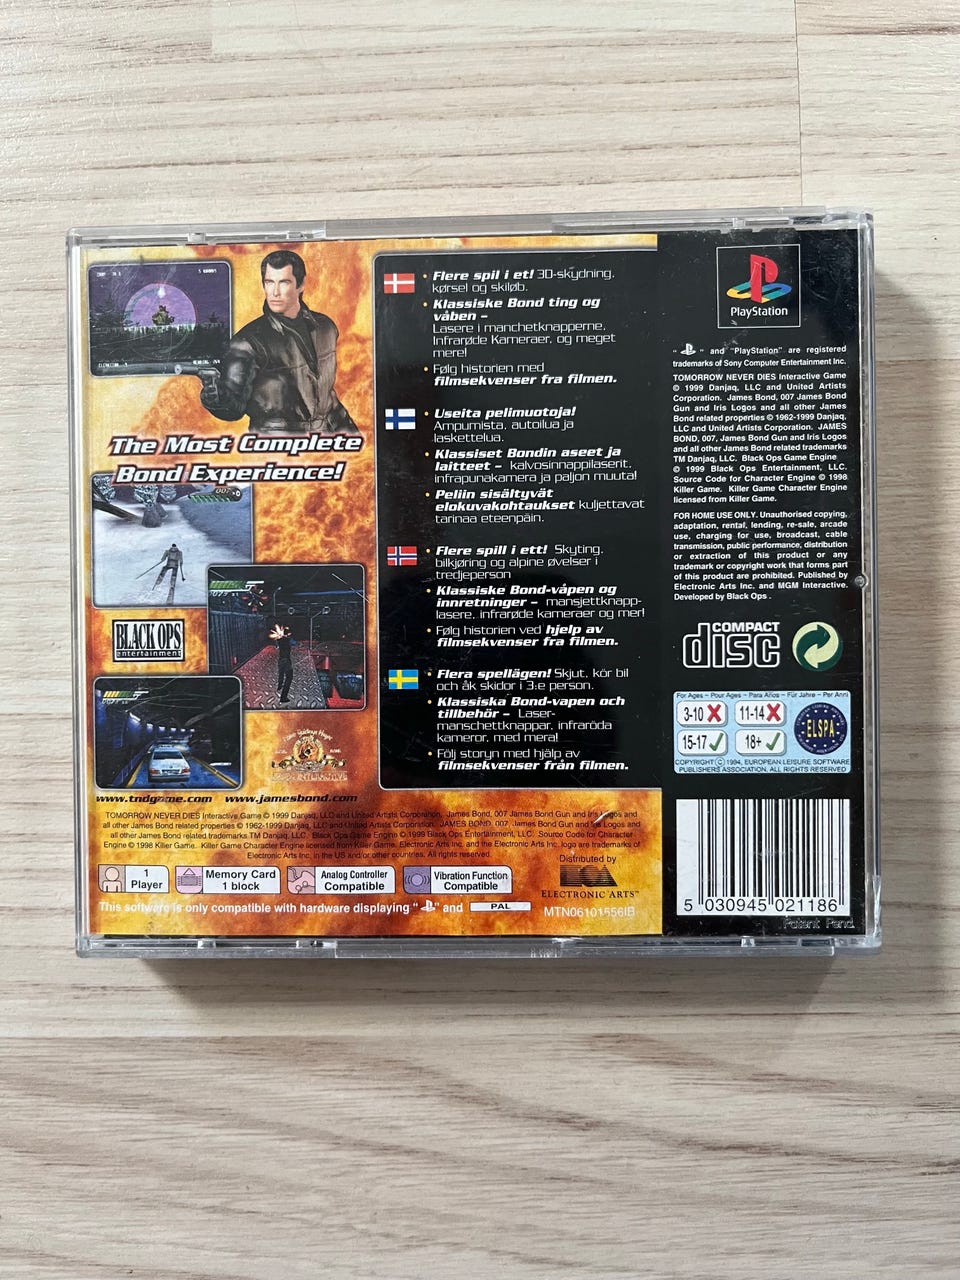 The Most Complete
Bond Experience!
BLACK OPS
entertainment
www.tndgame.com www.jamesbond.com
Flere spil i et! 3D-skydning,
kørsel og skiløb.
Klassiske Bond ting og
våben –
Lasere i manchetknapperne,
Infrarøde Kameraer, og meget
mere!
Følg historien med
filmsekvenser fra filmen.
Useita pelimuotoja!
Ampumista, autoilua ja
laskettelua.
Klassiset Bondin aseet ja
laitteet – kalvosinnappilaserit,
infrapunakamera ja paljon muuta!
Peliin sisältyvät
elokuvakohtaukset kuljettavat
tarinaa eteenpäin.
Flere spill i ett! Skyting,
bilkjøring og alpine øvelser i
tredjeperson
Klassiske Bond-våpen og
innretninger – mansjettknapp-
lasere, infrarøde kameraer og mer!
Følg historien ved hjelp av
filmsekvenser fra filmen.
Flera spellägen! Skjut, kör bil
och åk skidor i 3:e person.
Klassiska Bond-vapen och
tillbehör – Laser-
manschettknappar, infraröda
kameror, med mera!
Följ storyn med hjälp av
filmsekvenser från filmen.
PlayStation
" " and "PlayStation" are registered
trademarks of Sony Computer Entertainment Inc.
TOMORROW NEVER DIES Interactive Game
© 1999 Danjaq, LLC and United Artists
Corporation. James Bond, 007 James Bond
Gun and Iris Logos and all other James
Bond related properties © 1962-1999 Danjaq,
LLC and United Artists Corporation. JAMES
BOND, 007, James Bond Gun and Iris Logos
and all other James Bond related trademarks
TM Danjaq, LLC. Black Ops Game Engine
© 1999 Black Ops Entertainment, LLC.
Source Code for Character Engine © 1998
Killer Game. Killer Game Character Engine
licensed from Killer Game.
FOR HOME USE ONLY. Unauthorised copying,
adaptation, rental, lending, re-sale, arcade
use, charging for use, broadcast, cable
transmission, public performance, distribution
or extraction of this product or any
trademark or copyright work that forms part
of this product are prohibited. Published by
Electronic Arts Inc. and MGM Interactive.
Developed by Black Ops .
COMPACT
disc
For Ages – Pour Ages – Para Años – Für Jahre – Per Anni
3-10 11-14
15-17 18+
ELSPA
COPYRIGHT © 1994, EUROPEAN LEISURE SOFTWARE
PUBLISHERS ASSOCIATION, ALL RIGHTS RESERVED
5 030945 021186
Patent Pend.
TOMORROW NEVER DIES Interactive Game © 1999 Danjaq, LLC and United Artists Corporation. James Bond, 007 James Bond Gun and Iris Logos and
all other James Bond related properties © 1962-1999 Danjaq, LLC and United Artists Corporation. JAMES BOND, 007, James Bond Gun and Iris Logos and
all other James Bond related trademarks TM Danjaq, LLC. Black Ops Game Engine © 1999 Black Ops Entertainment, LLC. Source Code for Character
Engine © 1998 Killer Game. Killer Game Character Engine licensed from Killer Game. Electronic Arts Inc. and the Electronic Arts Inc. logo are trademarks of
Electronic Arts Inc. in the US and/or other countries. All rights reserved.
Distributed by
ELECTRONIC ARTS™
1
Player
Memory Card
1 block
Analog Controller
Compatible
Vibration Function
Compatible
This software is only compatible with hardware displaying " " and PAL
MTN06101556IB